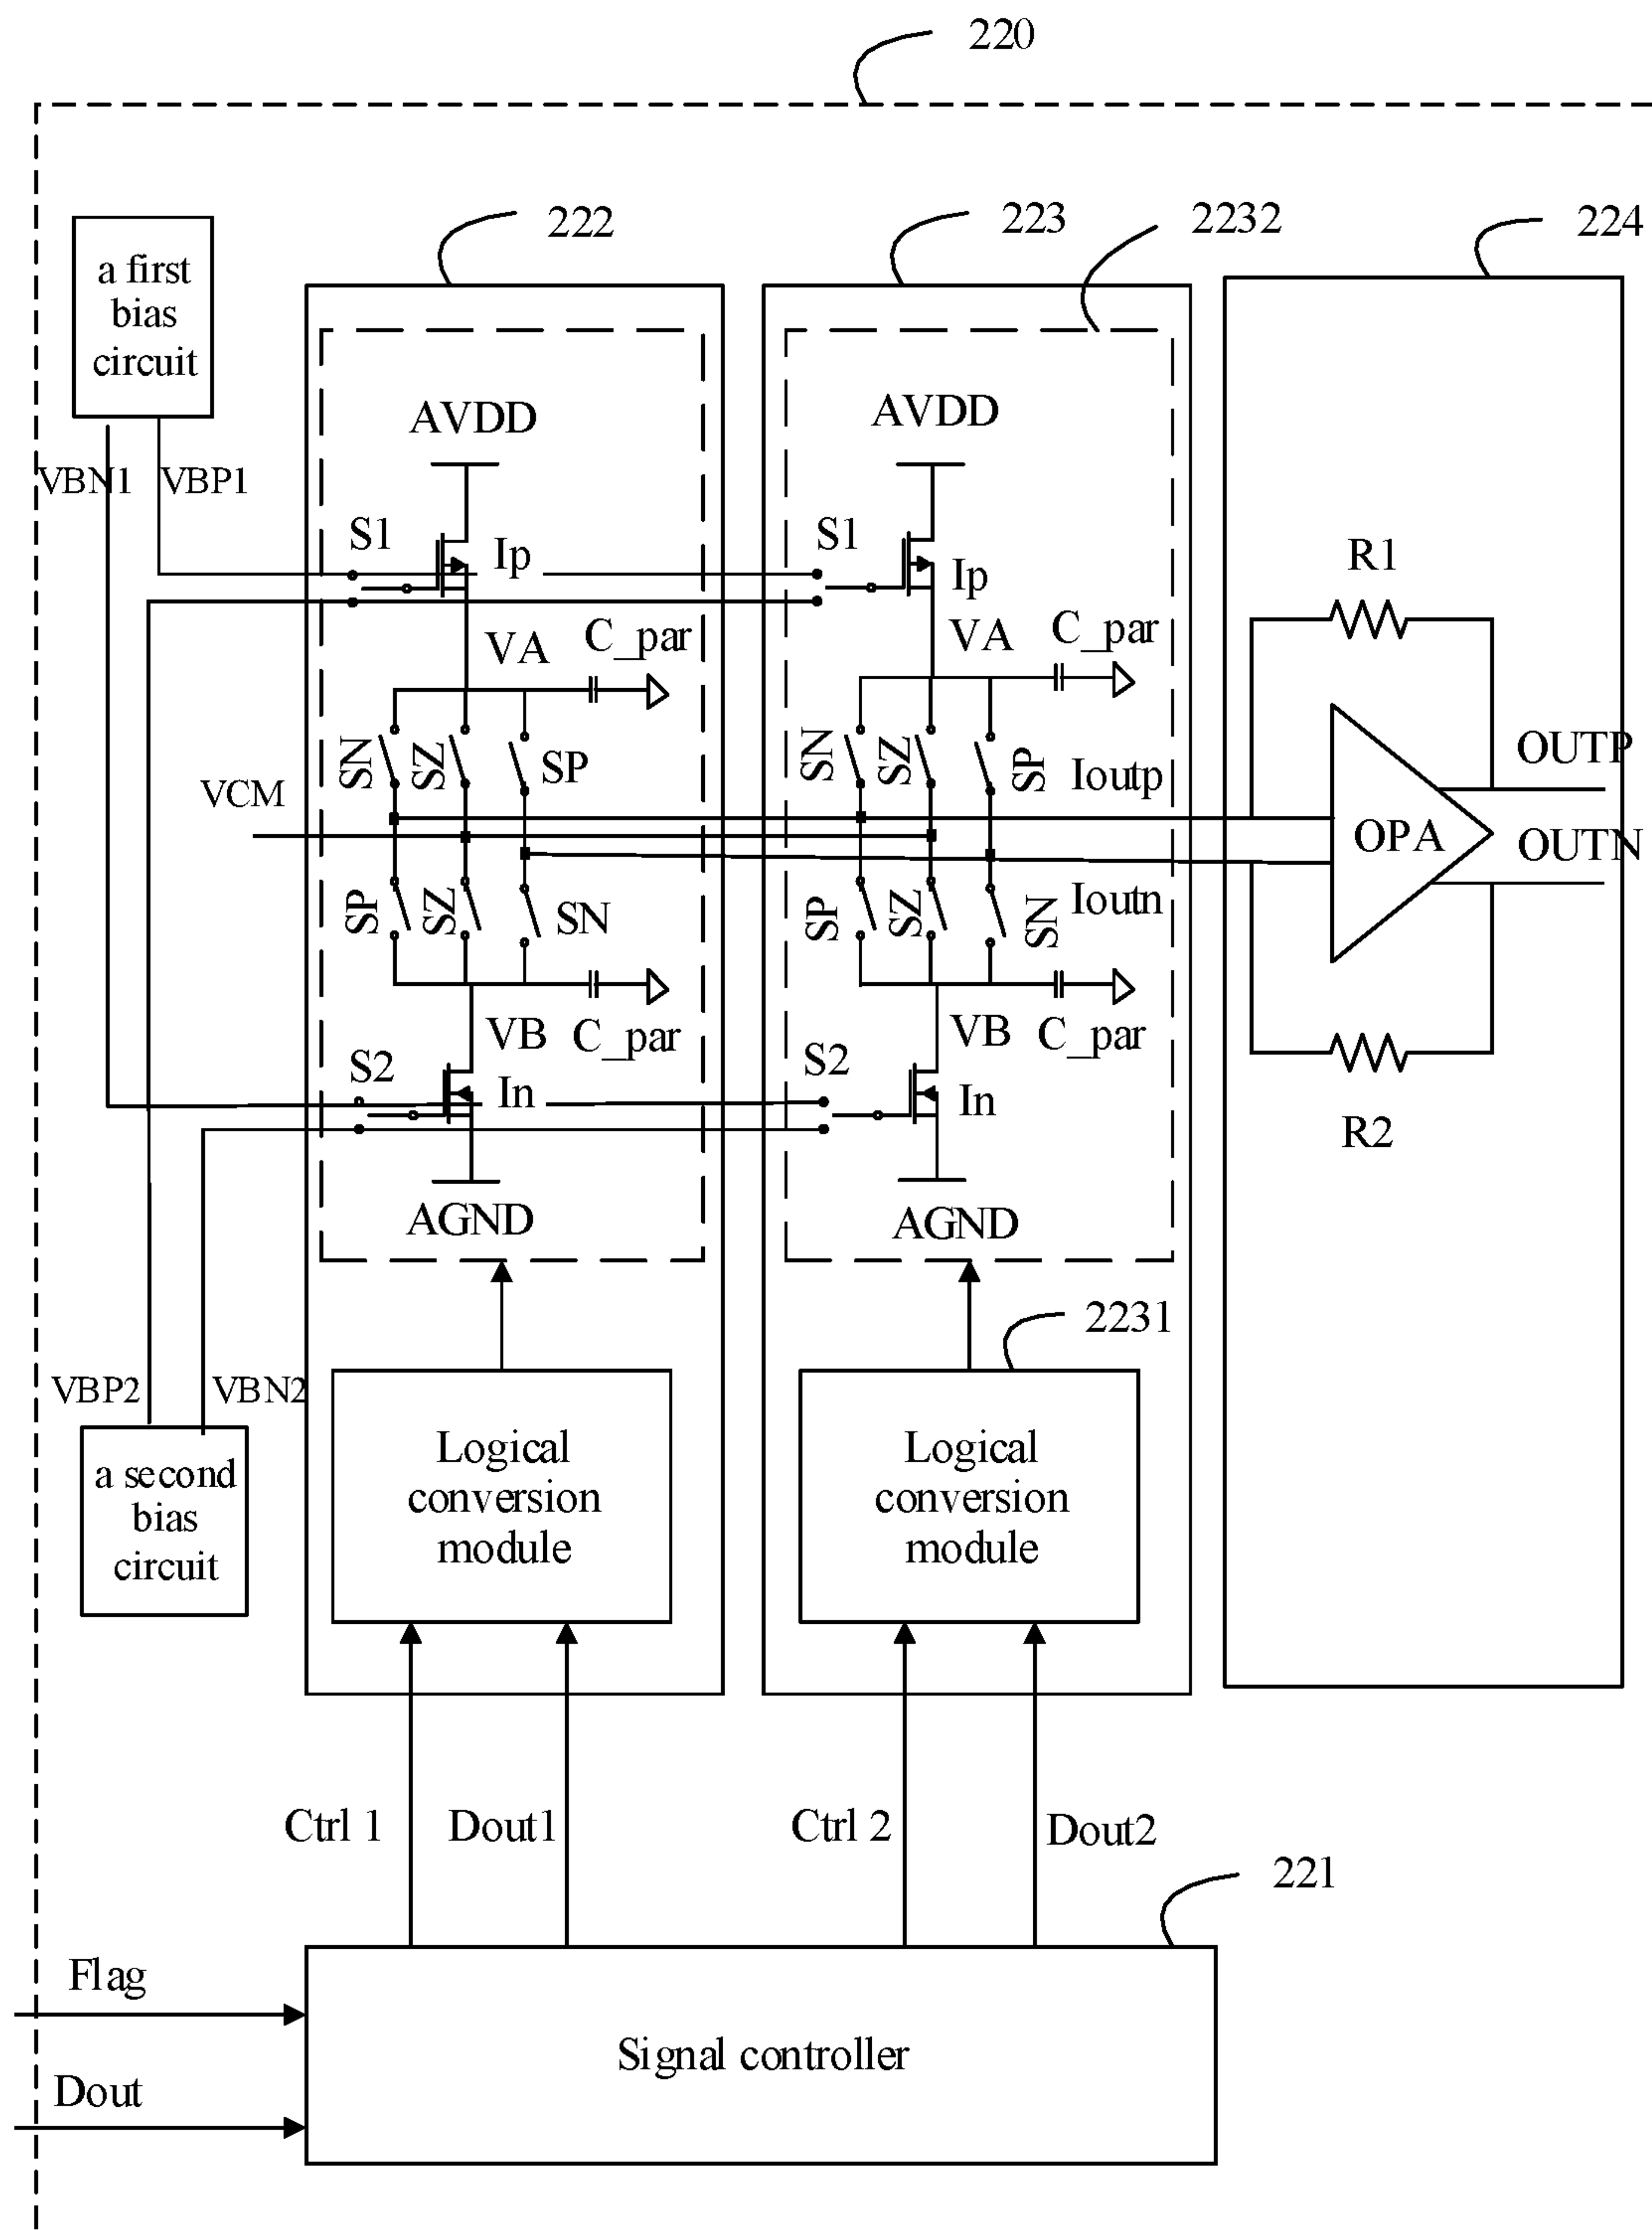 220
222
223
2232
224
a first
bias
circuit
AVDD
AVDD
VBN1
VBP1
S1
Ip
S1
Ip
R1
VA
C_par
VA
C_par
SN
SZ
SP
SN
SZ
SP
Ioutp
OUTP
VCM
OPA
OUTN
SP
SZ
SN
SP
SZ
SN
Ioutn
VB
C_par
VB
C_par
S2
In
S2
In
R2
AGND
AGND
2231
VBP2
VBN2
a second
bias
circuit
Logical
conversion
module
Logical
conversion
module
Ctrl 1
Dout1
Ctrl 2
Dout2
221
Flag
Signal controller
Dout